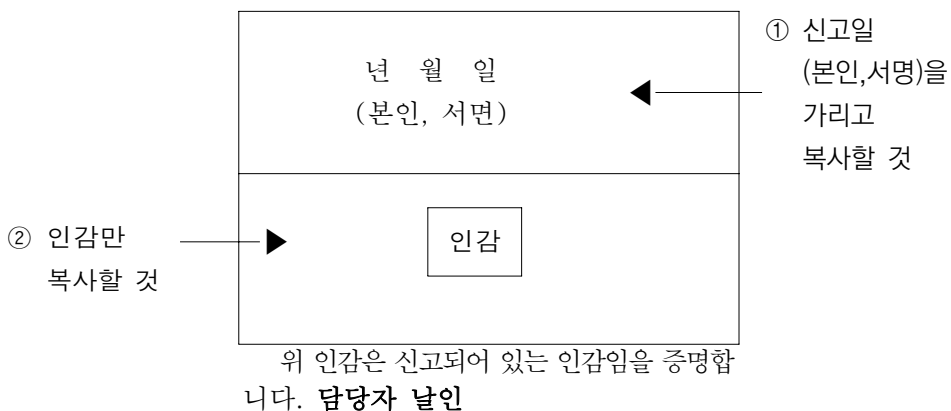 년 월 일
(본인, 서면)
① 신고일
(본인,서명)을
가리고
복사할 것
② 인감만
복사할 것
인감
위 인감은 신고되어 있는 인감임을 증명합
니다. 담당자 날인